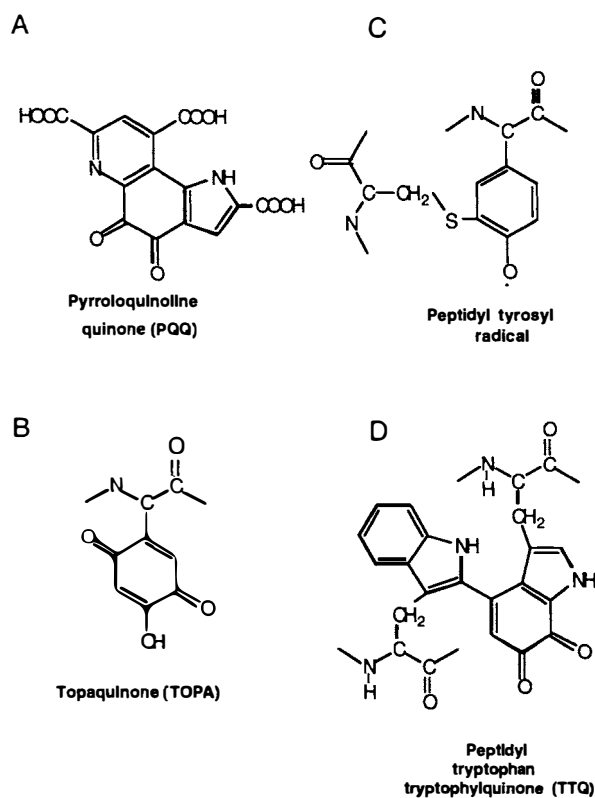 A
HOOC
COOH
N
NH
COOH
O
O
Pyrroloquinoline
quinone (PQQ)
C
O
N
C
C
O
C
C
CH2
N
S
O
·
Peptidyl tyrosyl
radical
B
O
N
C
C
O
O
OH
Topaquinone (TOPA)
D
O
N
H
C
C
CH2
NH
NH
CH2
O
O
N
H
C
C
O
Peptidyl
tryptophan
tryptophylquinone (TTQ)